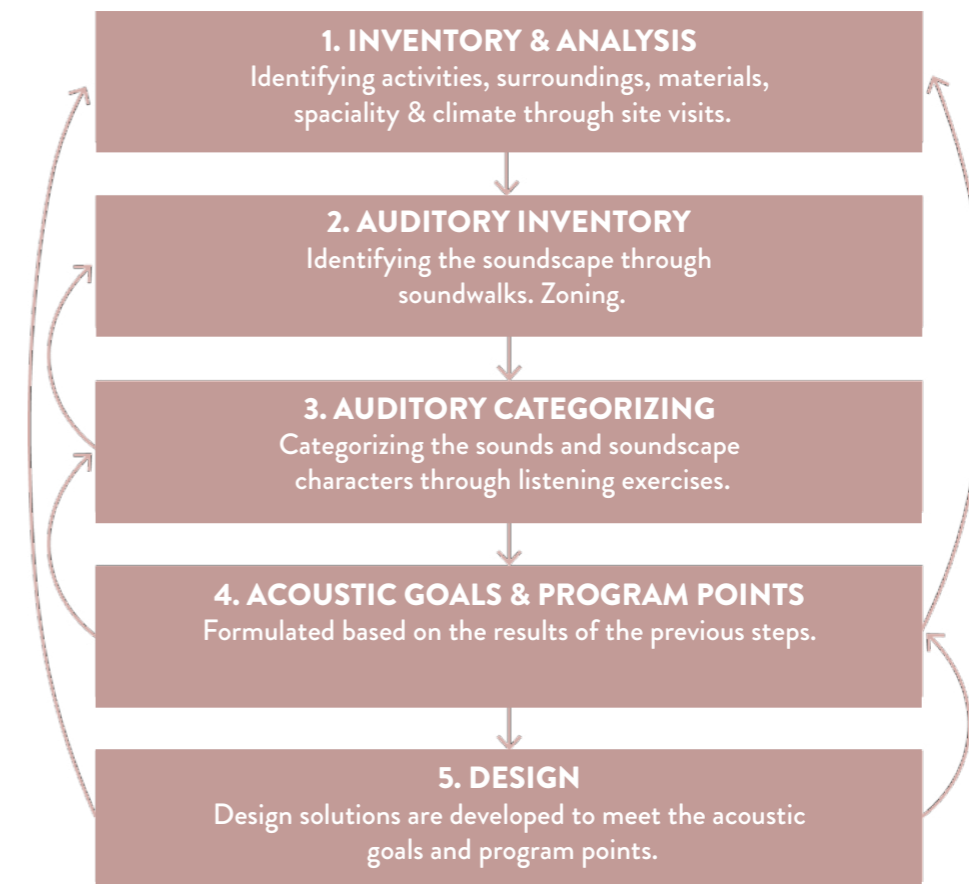 1. INVENTORY & ANALYSIS
Identifying activities, surroundings, materials,
spaciality & climate through site visits.
2. AUDITORY INVENTORY
Identifying the soundscape through
soundwalks. Zoning.
3. AUDITORY CATEGORIZING
Categorizing the sounds and soundscape
characters through listening exercises.
4. ACOUSTIC GOALS & PROGRAM POINTS
Formulated based on the results of the previous steps.
5. DESIGN
Design solutions are developed to meet the acoustic
goals and program points.